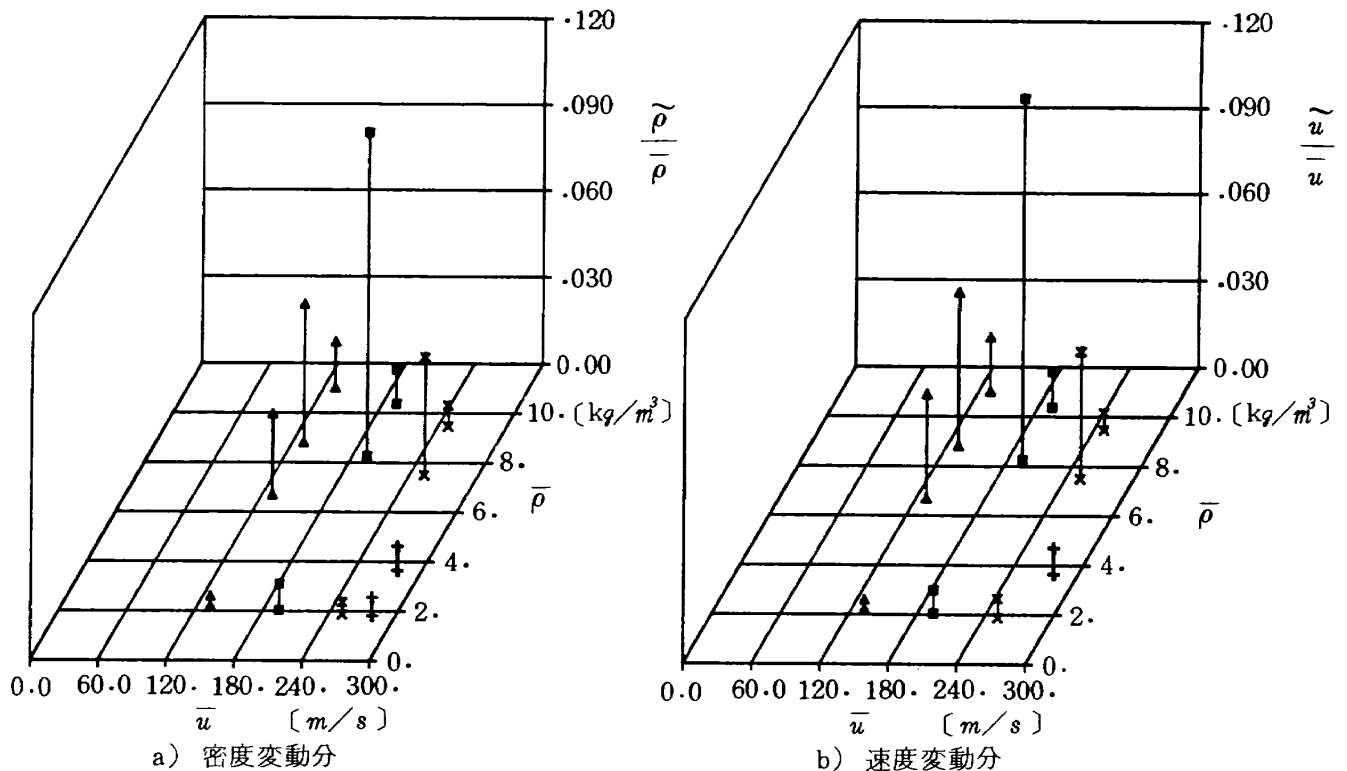 .120
.090
.060
.030
0.00
ρ̃
ρ̄
10. 〔kg/m³〕
8.
6.
4.
2.
0.
ρ̄
0.0 60.0 120. 180. 240. 300.
ū 〔m/s〕
a) 密度変動分
.120
.090
.060
.030
0.00
ũ
ū
10. 〔kg/m³〕
8.
6.
4.
2.
0.
ρ̄
0.0 60.0 120. 180. 240. 300.
ū 〔m/s〕
b) 速度変動分